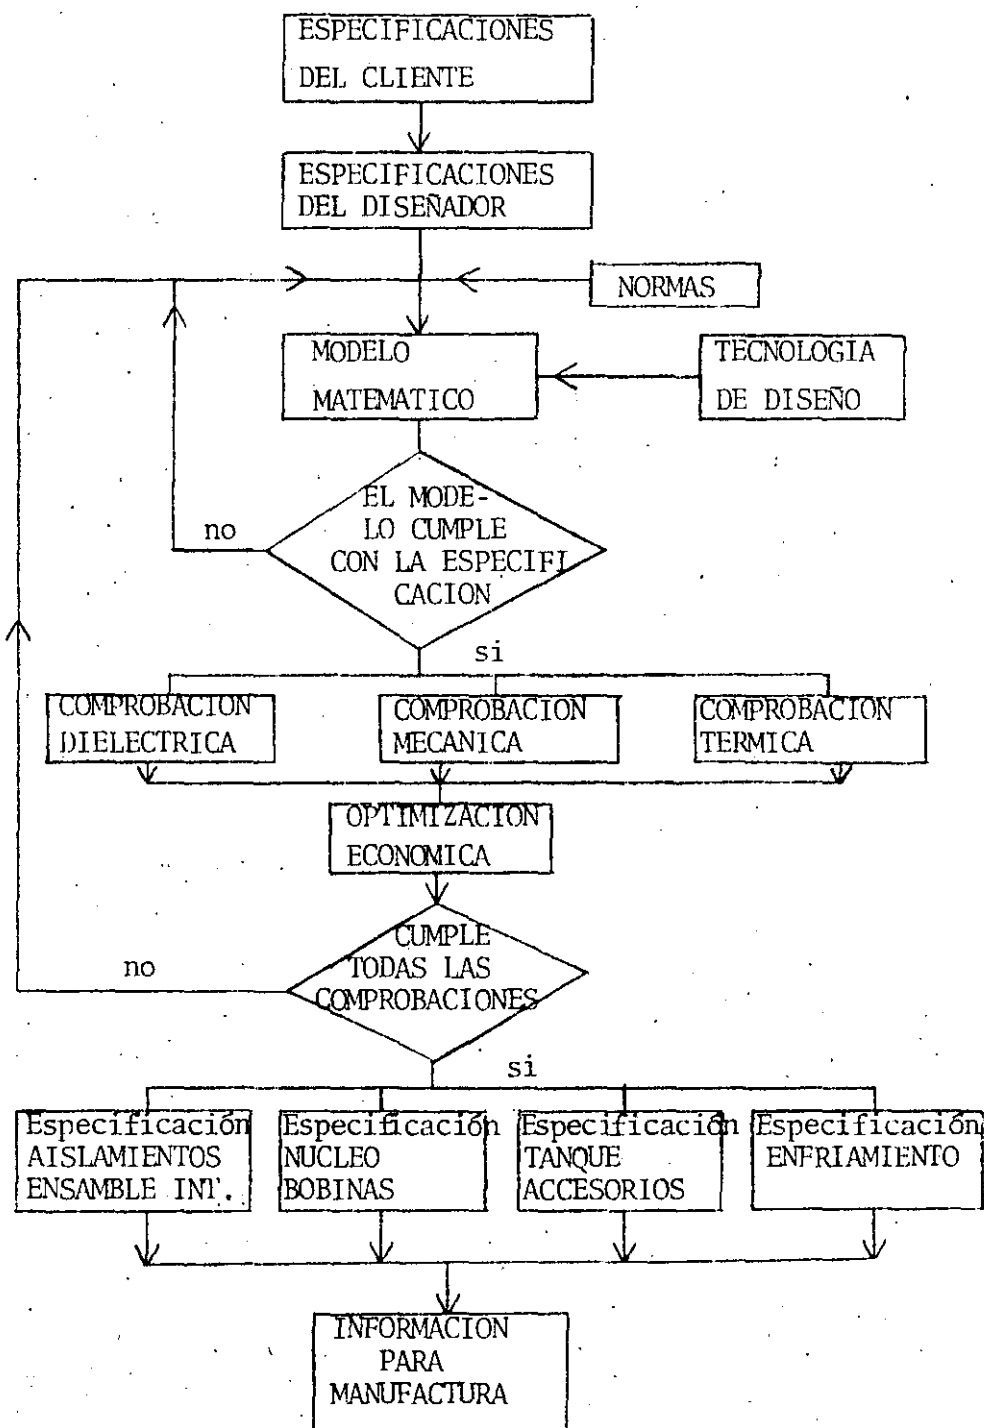 ESPECIFICACIONES
DEL CLIENTE
ESPECIFICACIONES
DEL DISEÑADOR
NORMAS
MODELO
MATEMATICO
TECNOLOGIA
DE DISEÑO
EL MODE-
LO CUMPLE
CON LA ESPECIFI
CACION
no
si
COMPROBACION
DIELECTRICA
COMPROBACION
MECANICA
COMPROBACION
TERMICA
OPTIMIZACION
ECONOMICA
CUMPLE
TODAS LAS
COMPROBACIONES
no
si
Especificación
AISLAMIENTOS
ENSAMBLE INT.
Especificación
NUCLEO
BOBINAS
Especificación
TANQUE
ACCESORIOS
Especificación
ENFRIAMIENTO
INFORMACION
PARA
MANUFACTURA